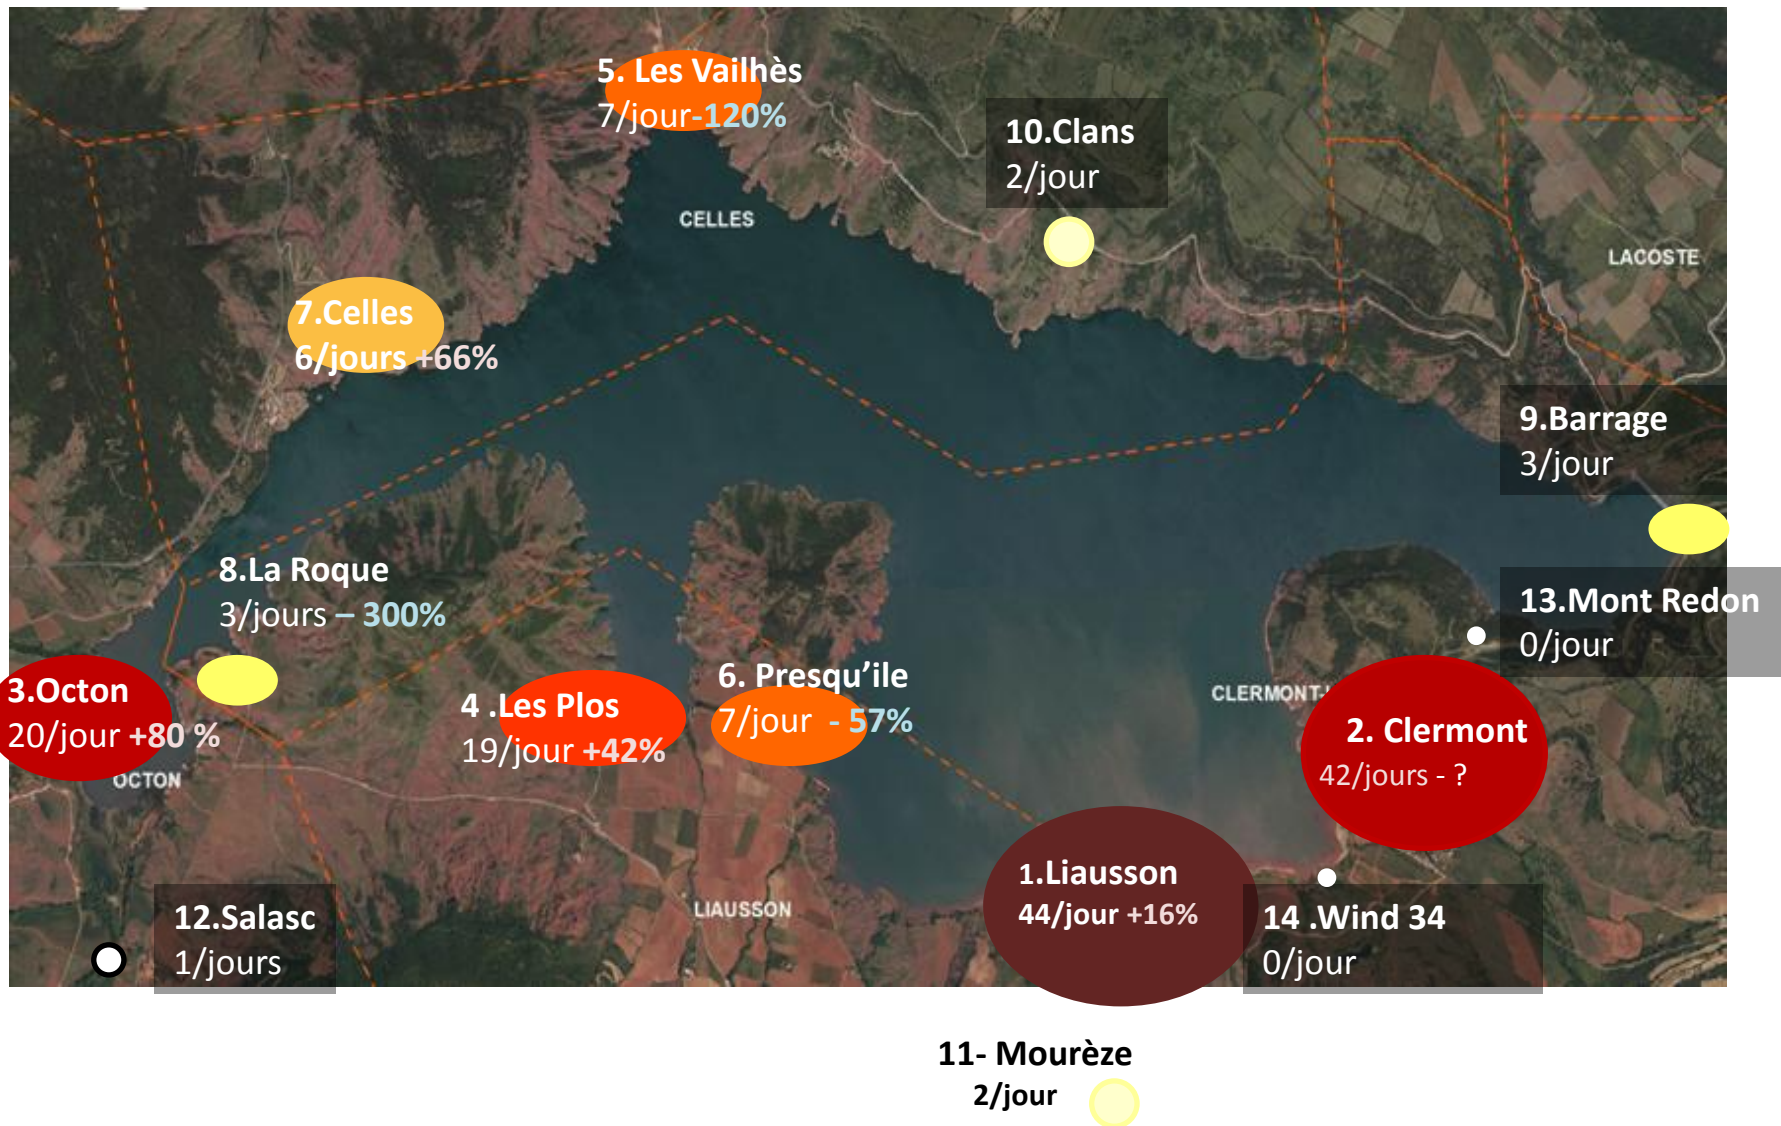 5. Les Vailhès
7/jour-120%
10.Clans
2/jour
CELLES
LACOSTE
7.Celles
6/jours +66%
9.Barrage
3/jour
8.La Roque
3/jours – 300%
13.Mont Redon
0/jour
3.Octon
20/jour +80 %
OCTON
4 .Les Plos
19/jour +42%
6. Presqu’ile
7/jour - 57%
CLERMONT-
2. Clermont
42/jours - ?
1.Liausson
44/jour +16%
LIAUSSON
12.Salasc
1/jours
14 .Wind 34
0/jour
11- Mourèze
2/jour